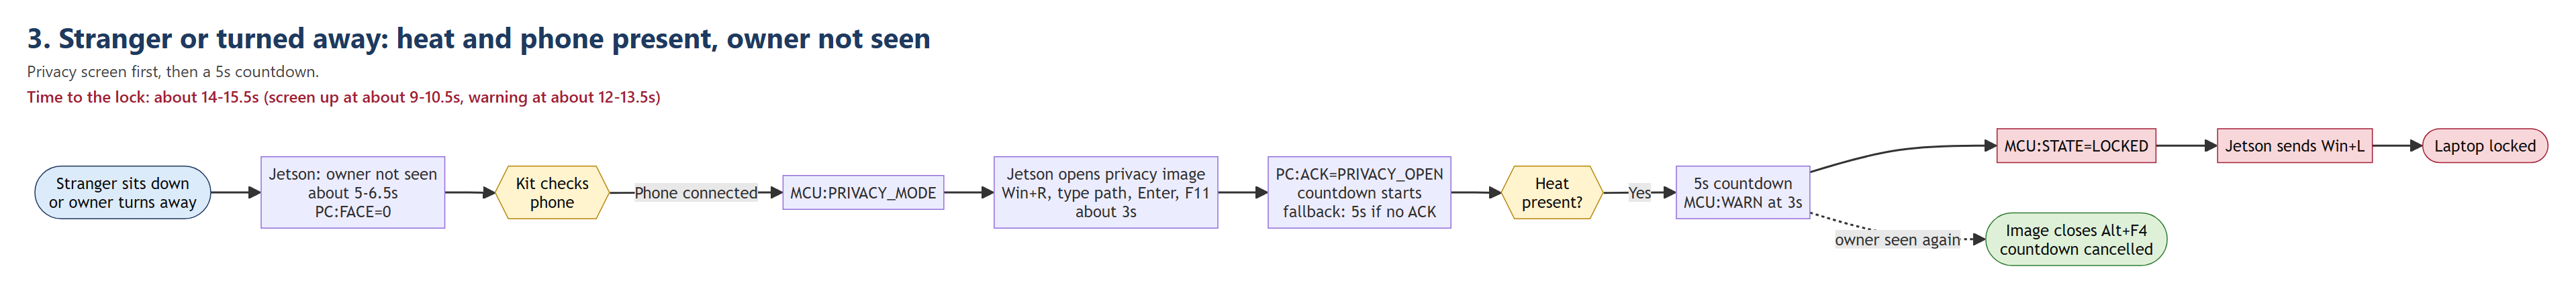 3. Stranger or turned away: heat and phone present, owner not seen
Privacy screen first, then a 5s countdown.
Time to the lock: about 14-15.5s (screen up at about 9-10.5s, warning at about 12-13.5s)
Stranger sits down
or owner turns away
Jetson: owner not seen
about 5-6.5s
PC:FACE=0
Kit checks
phone
Phone connected
MCU:PRIVACY_MODE
Jetson opens privacy image
Win+R, type path, Enter, F11
about 3s
PC:ACK=PRIVACY_OPEN
countdown starts
fallback: 5s if no ACK
Heat
present?
Yes
5s countdown
MCU:WARN at 3s
MCU:STATE=LOCKED
Jetson sends Win+L
Laptop locked
owner seen again
Image closes Alt+F4
countdown cancelled